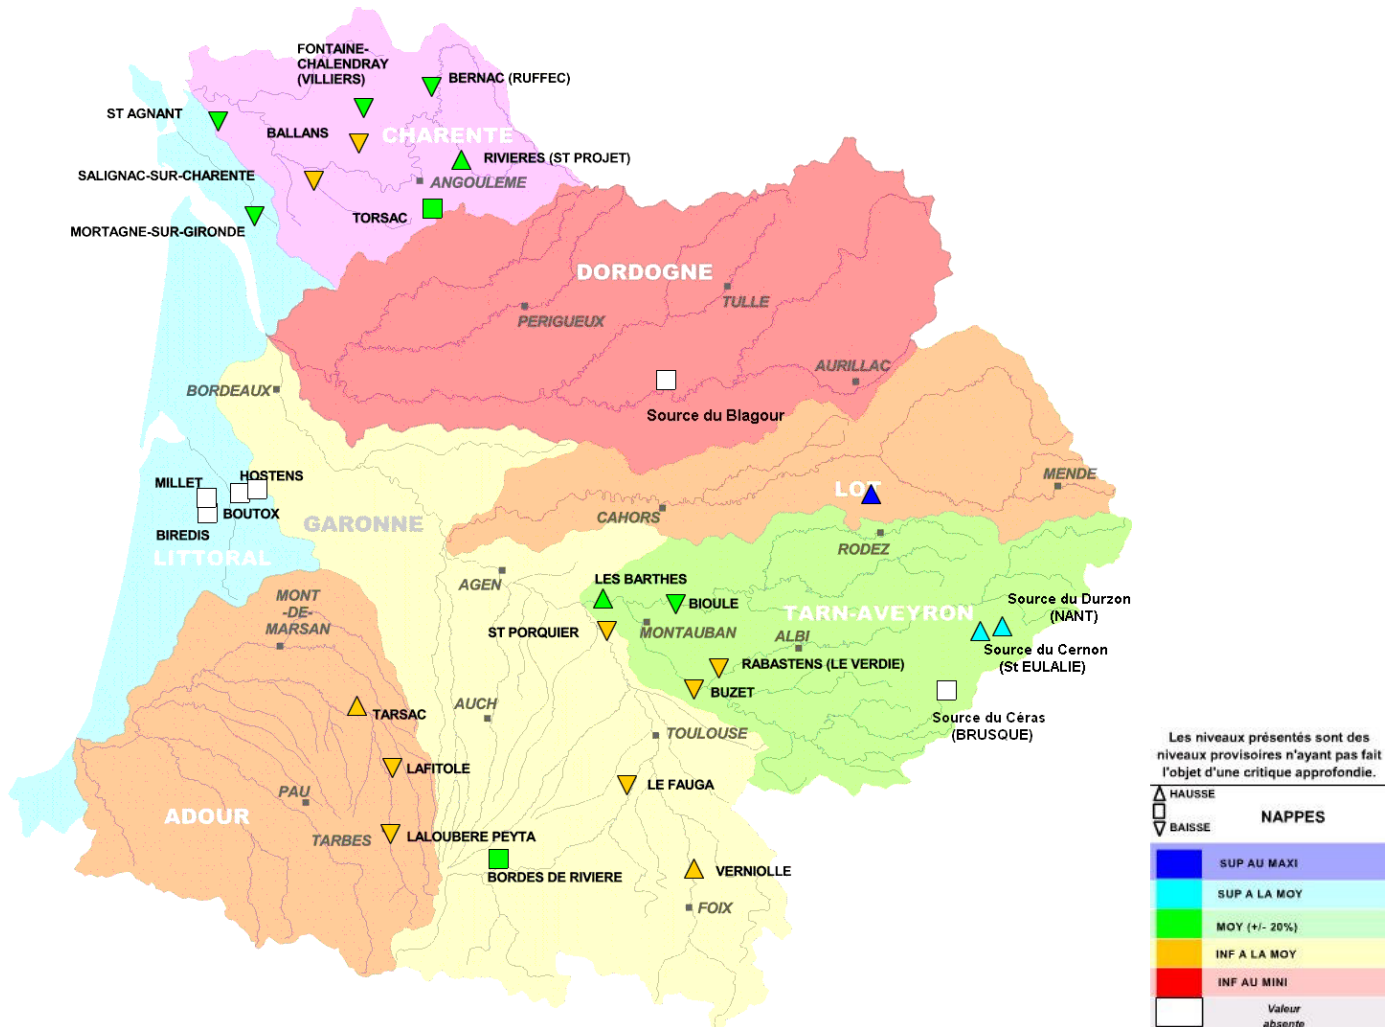 FONTAINE-
CHALENDRAY
(VILLIERS)
BERNAC (RUFFEC)
ST AGNANT
BALLANS
CHARENTE
RIVIERES (ST PROJET)
SALIGNAC-SUR-CHARENTE
ANGOULEME
TORSAC
MORTAGNE-SUR-GIRONDE
DORDOGNE
TULLE
PERIGUEUX
AURILLAC
BORDEAUX
Source du Blagour
HOSTENS
MILLET
MENDE
LOT
BOUTOX
CAHORS
GARONNE
BIREDIS
RODEZ
LITTORAL
AGEN
LES BARTHES
MONT
-DE-
MARSAN
BIOULE
TARN-AVEYRON
Source du Durzon
(NANT)
ST PORQUIER
MONTAUBAN
ALBI
Source du Cernon
(St EULALIE)
RABASTENS (LE VERDIE)
BUZET
AUCH
TARSAC
Source du Céras
(BRUSQUE)
TOULOUSE
LAFITOLE
LE FAUGA
PAU
ADOUR
TARBES
LALOUBERE PEYTA
BORDES DE RIVIERE
VERNIOLLE
FOIX
Les niveaux présentés sont des
niveaux provisoires n'ayant pas fait
l'objet d'une critique approfondie.
HAUSSE
NAPPES
BAISSE
SUP AU MAXI
SUP A LA MOY
MOY (+/- 20%)
INF A LA MOY
INF AU MINI
Valeur
absente